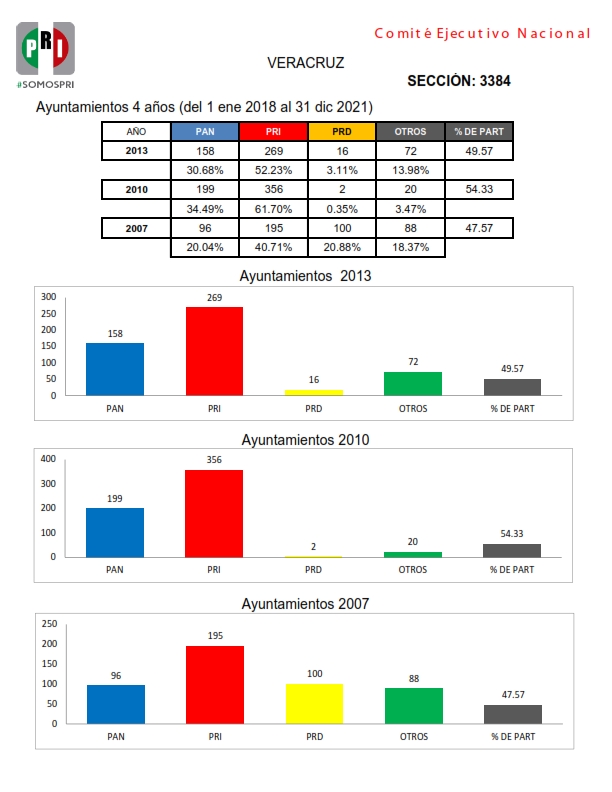 Comité Ejecutivo Nacional
PRI
#SOMOSPRI
VERACRUZ
SECCIÓN: 3384
Ayuntamientos 4 años (del 1 ene 2018 al 31 dic 2021)
AÑO PAN PRI PRD OTROS % DE PART
2013 158 269 16 72 49.57
30.68% 52.23% 3.11% 13.98%
2010 199 356 2 20 54.33
34.49% 61.70% 0.35% 3.47%
2007 96 195 100 88 47.57
20.04% 40.71% 20.88% 18.37%
Ayuntamientos 2013
300
250
200
150
100
50
0
158 269 16 72 49.57
PAN PRI PRD OTROS % DE PART
Ayuntamientos 2010
400
300
200
100
0
199 356 2 20 54.33
PAN PRI PRD OTROS % DE PART
Ayuntamientos 2007
250
200
150
100
50
0
96 195 100 88 47.57
PAN PRI PRD OTROS % DE PART